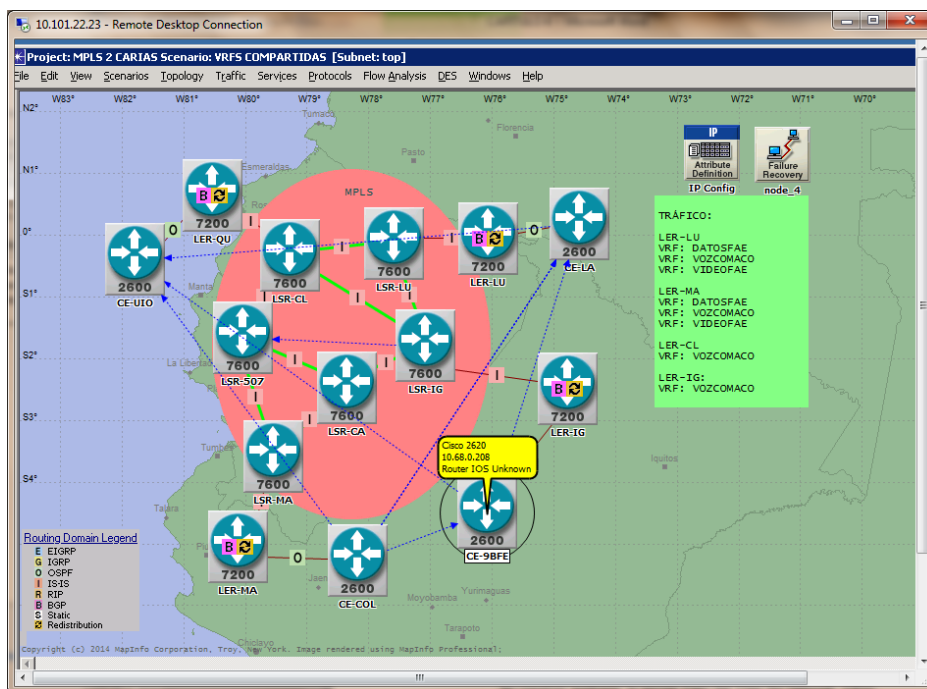 10.101.22.23 - Remote Desktop Connection
Project: MPLS 2 CARIAS Scenario: VRFS COMPARTIDAS [Subnet: top]
File Edit View Scenarios Topology Traffic Services Protocols Flow Analysis DES Windows Help
W83° W82° W81° W80° W79° W78° W77° W76° W75° W74° W73° W72° W71° W70°
N2°
N1°
0°
S1°
S2°
S3°
S4°
Tumaco
Florencia
Pasto
Esmeraldas
Manta
La Libertad
Tumbes
Talara
Iquitos
Jaen
Yurimaguas
Moyobamba
Tarapoto
Chiclayo
MPLS
B
7200
LER-QU
O
2600
CE-UIO
I
7600
LSR-CL
I
7600
LSR-LU
I
B
7200
LER-LU
O
2600
CE-LA
I
I
I
I
7600
LSR-507
I
7600
LSR-CA
I
7600
LSR-IG
I
B
7200
LER-IG
I
I
7600
LSR-MA
I
B
7200
LER-MA
O
2600
CE-COL
Cisco 2620
10.68.0.208
Router IOS Unknown
2600
CE-9BFE
IP
Attribute
Definition
IP Config
Failure
Recovery
node_4
TRÁFICO:
LER-LU
VRF: DATOSFAE
VRF: VOZCOMACO
VRF: VIDEOFAE
LER-MA
VRF: DATOSFAE
VRF: VOZCOMACO
VRF: VIDEOFAE
LER-CL
VRF: VOZCOMACO
LER-IG:
VRF: VOZCOMACO
Routing Domain Legend
E EIGRP
G IGRP
O OSPF
I IS-IS
R RIP
B BGP
S Static
Redistribution
Copyright (c) 2014 MapInfo Corporation, Troy, New York. Image rendered using MapInfo Professional;